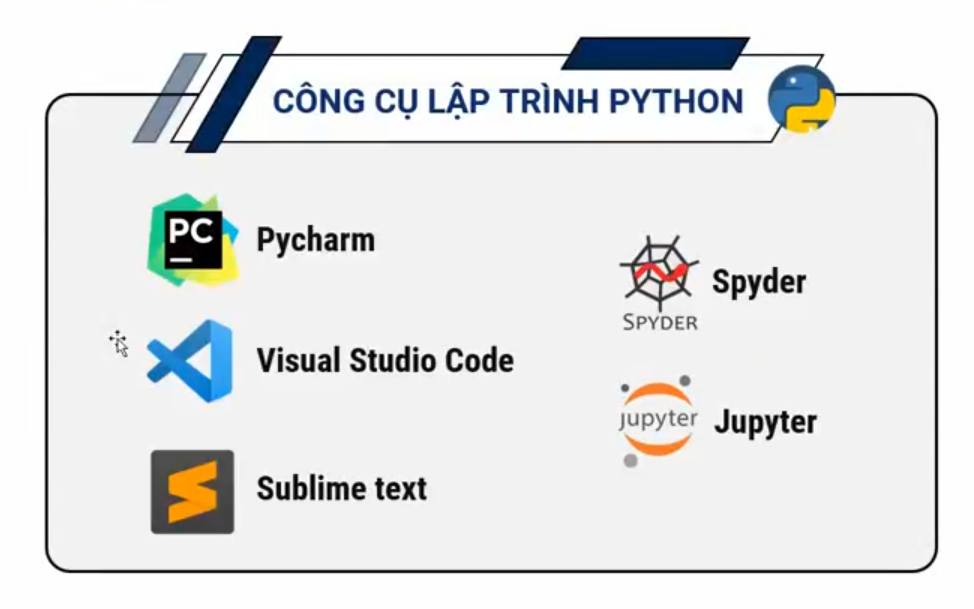 CÔNG CỤ LẬP TRÌNH PYTHON
PC
Pycharm
Visual Studio Code
Sublime text
SPYDER
Spyder
jupyter
Jupyter